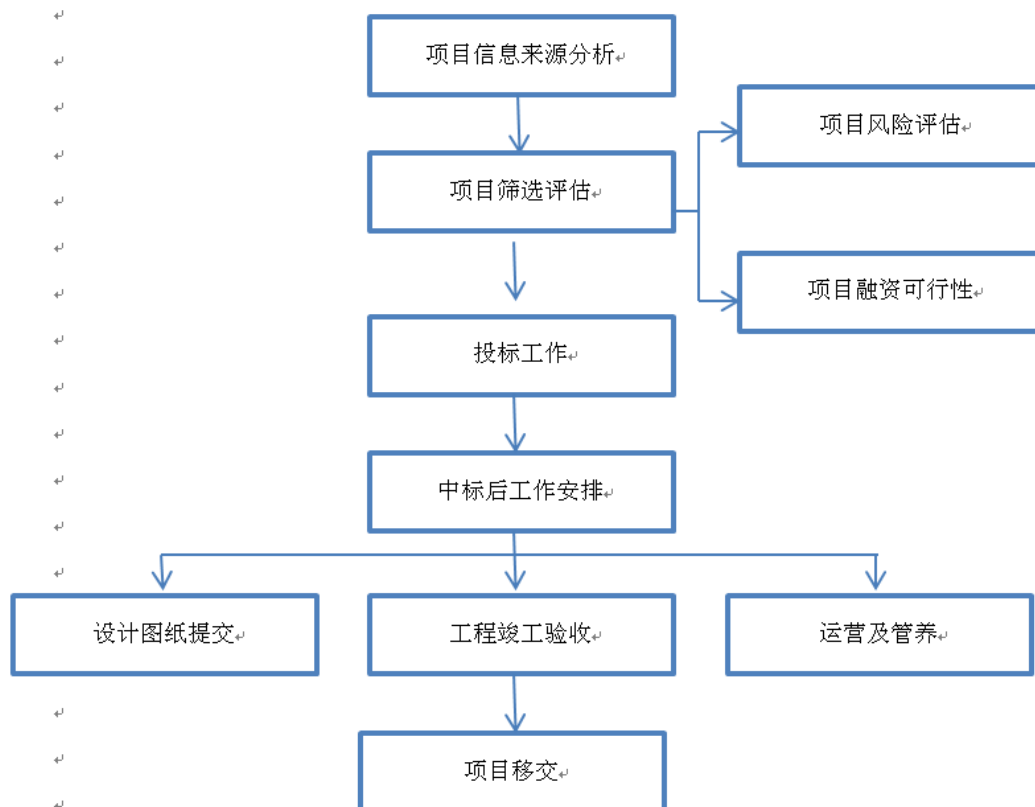 项目信息来源分析
项目风险评估
项目筛选评估
项目融资可行性
投标工作
中标后工作安排
设计图纸提交
工程竣工验收
运营及管养
项目移交